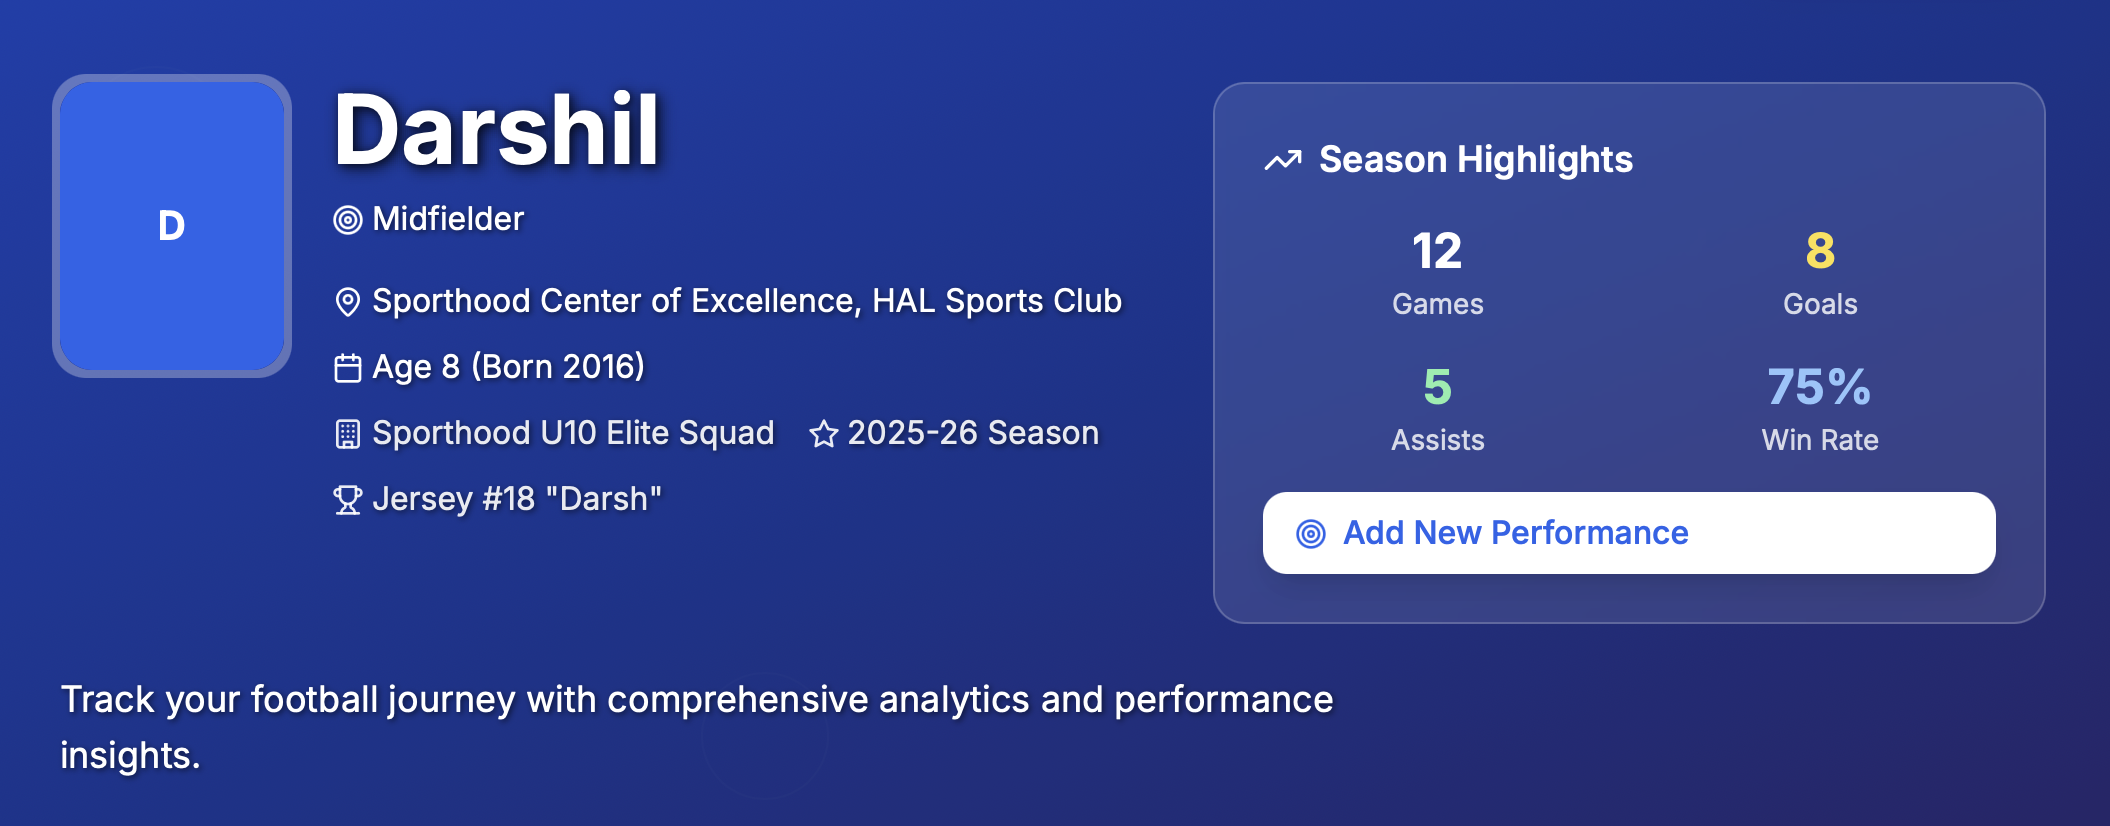 D
Darshil
Midfielder
Sporthood Center of Excellence, HAL Sports Club
Age 8 (Born 2016)
Sporthood U10 Elite Squad 2025-26 Season
Jersey #18 "Darsh"
Season Highlights
12 8
Games Goals
5 75%
Assists Win Rate
Add New Performance
Track your football journey with comprehensive analytics and performance
insights.